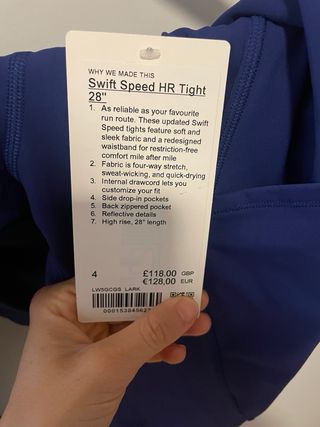 WHY WE MADE THIS
Swift Speed HR Tight
28"
1. As reliable as your favourite
run route. These updated Swift
Speed tights feature soft and
sleek fabric and a redesigned
waistband for restriction-free
comfort mile after mile
2. Fabric is four-way stretch,
sweat-wicking, and quick-drying
3. Internal drawcord lets you
customize your fit
4. Side drop-in pockets
5. Back zippered pocket
6. Reflective details
7. High rise, 28" length
4 £118.00 GBP
€128,00 EUR
LW5GCGS LARK